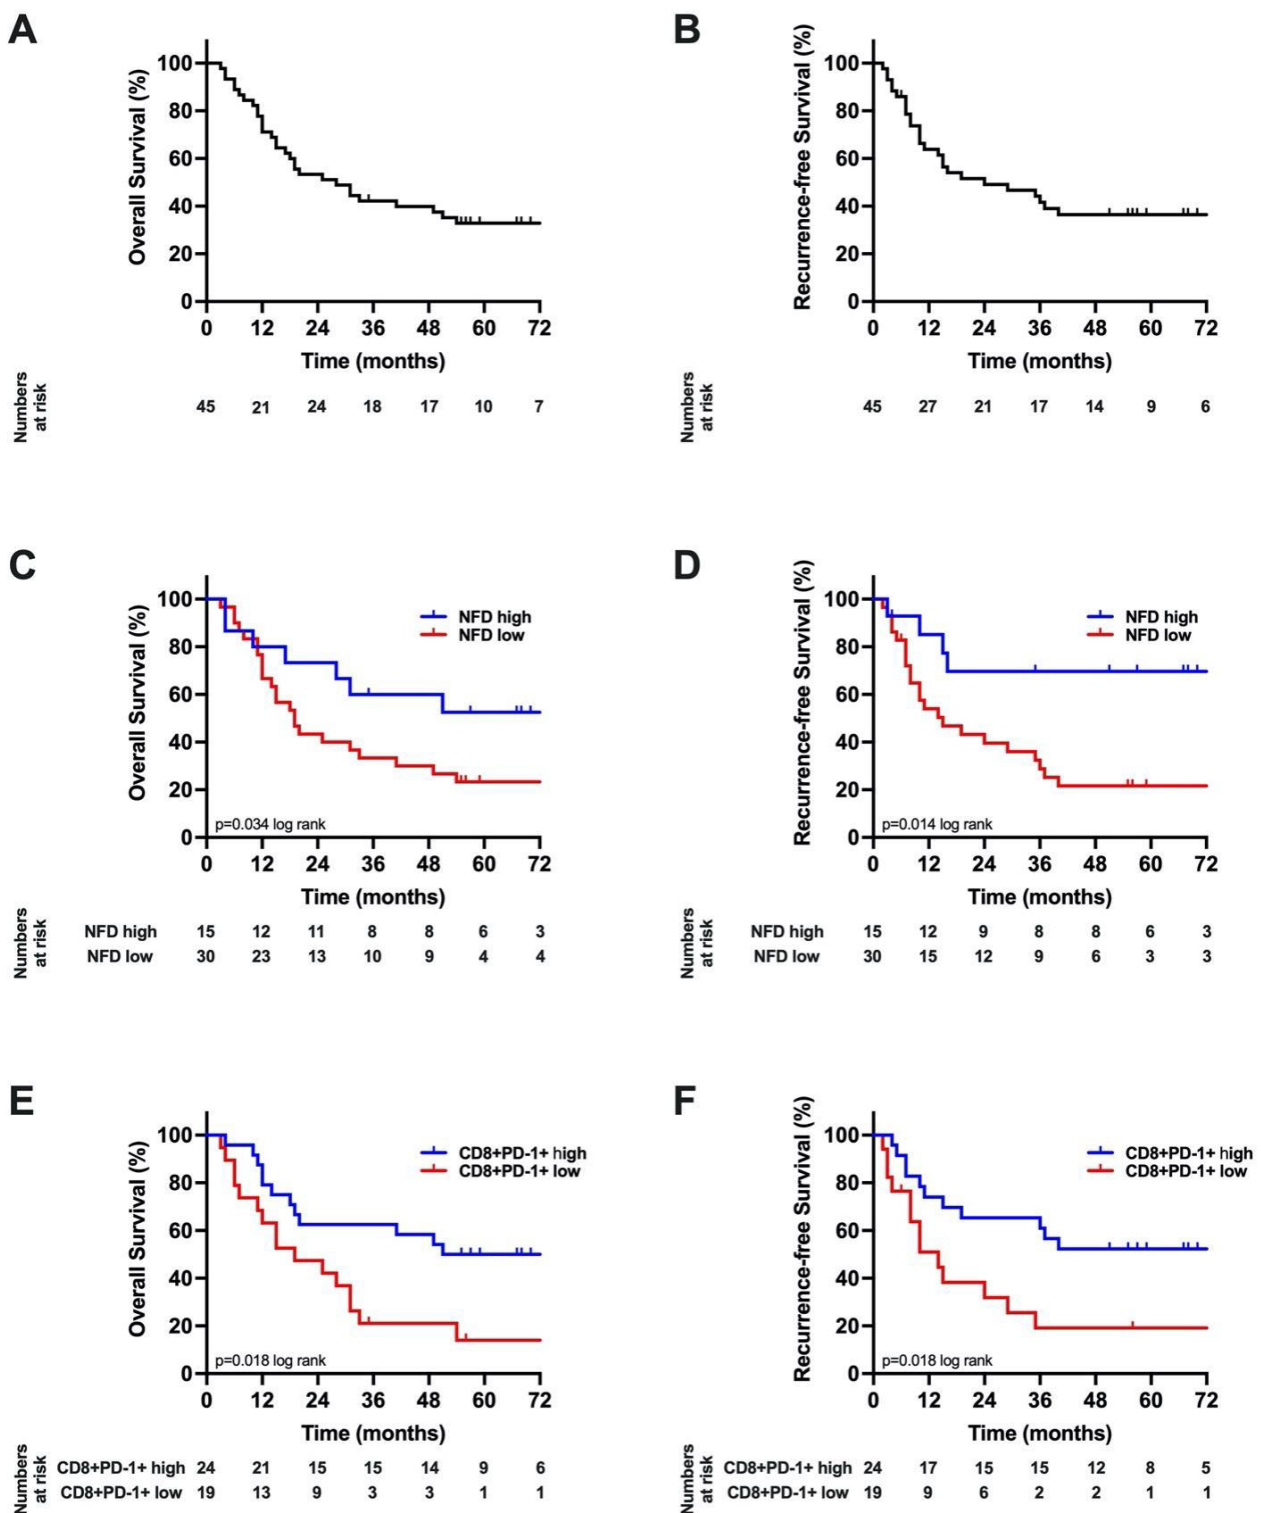 A
Overall Survival (%)
100
80
60
40
20
0
0 12 24 36 48 60 72
Time (months)
Numbers
at risk
45 21 24 18 17 10 7
B
Recurrence-free Survival (%)
100
80
60
40
20
0
0 12 24 36 48 60 72
Time (months)
Numbers
at risk
45 27 21 17 14 9 6
C
Overall Survival (%)
100
80
60
40
20
0
NFD high
NFD low
p=0.034 log rank
0 12 24 36 48 60 72
Time (months)
Numbers
at risk
NFD high 15 12 11 8 8 6 3
NFD low 30 23 13 10 9 4 4
D
Recurrence-free Survival (%)
100
80
60
40
20
0
NFD high
NFD low
p=0.014 log rank
0 12 24 36 48 60 72
Time (months)
Numbers
at risk
NFD high 15 12 9 8 8 6 3
NFD low 30 15 12 9 6 3 3
E
Overall Survival (%)
100
80
60
40
20
0
CD8+PD-1+ high
CD8+PD-1+ low
p=0.018 log rank
0 12 24 36 48 60 72
Time (months)
Numbers
at risk
CD8+PD-1+ high 24 21 15 15 14 9 6
CD8+PD-1+ low 19 13 9 3 3 1 1
F
Recurrence-free Survival (%)
100
80
60
40
20
0
CD8+PD-1+ high
CD8+PD-1+ low
p=0.018 log rank
0 12 24 36 48 60 72
Time (months)
Numbers
at risk
CD8+PD-1+ high 24 17 15 15 12 8 5
CD8+PD-1+ low 19 9 6 2 2 1 1